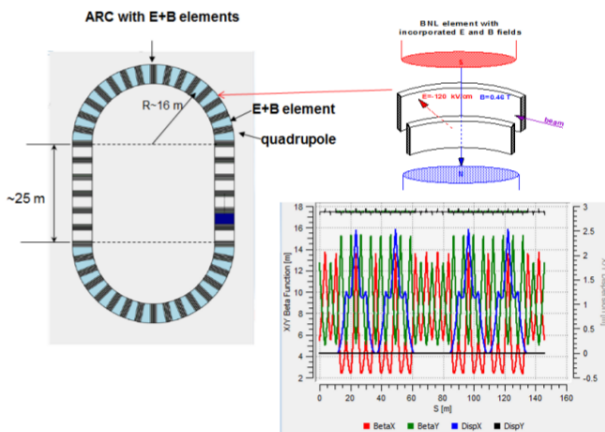 ARC with E+B elements
BNL element with
incorporated E and B fields
S
R~16 m
E+B element
quadrupole
E=-120 kV/cm
B=0.46 T
beam
N
~25 m
X/Y Beta Function [m]
18
16
14
12
10
8
6
4
2
3
2.5
2
1.5
1
0.5
0
-0.5
0 20 40 60 80 100 120 140 160
S [m]
BetaX BetaY DispX DispY